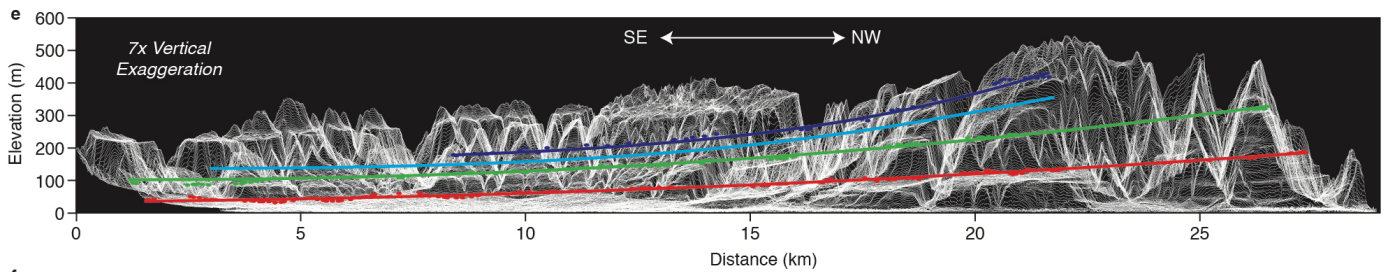 e
600
500
400
300
200
100
0
Elevation (m)
7x Vertical
Exaggeration
SE NW
0 5 10 15 20 25
Distance (km)